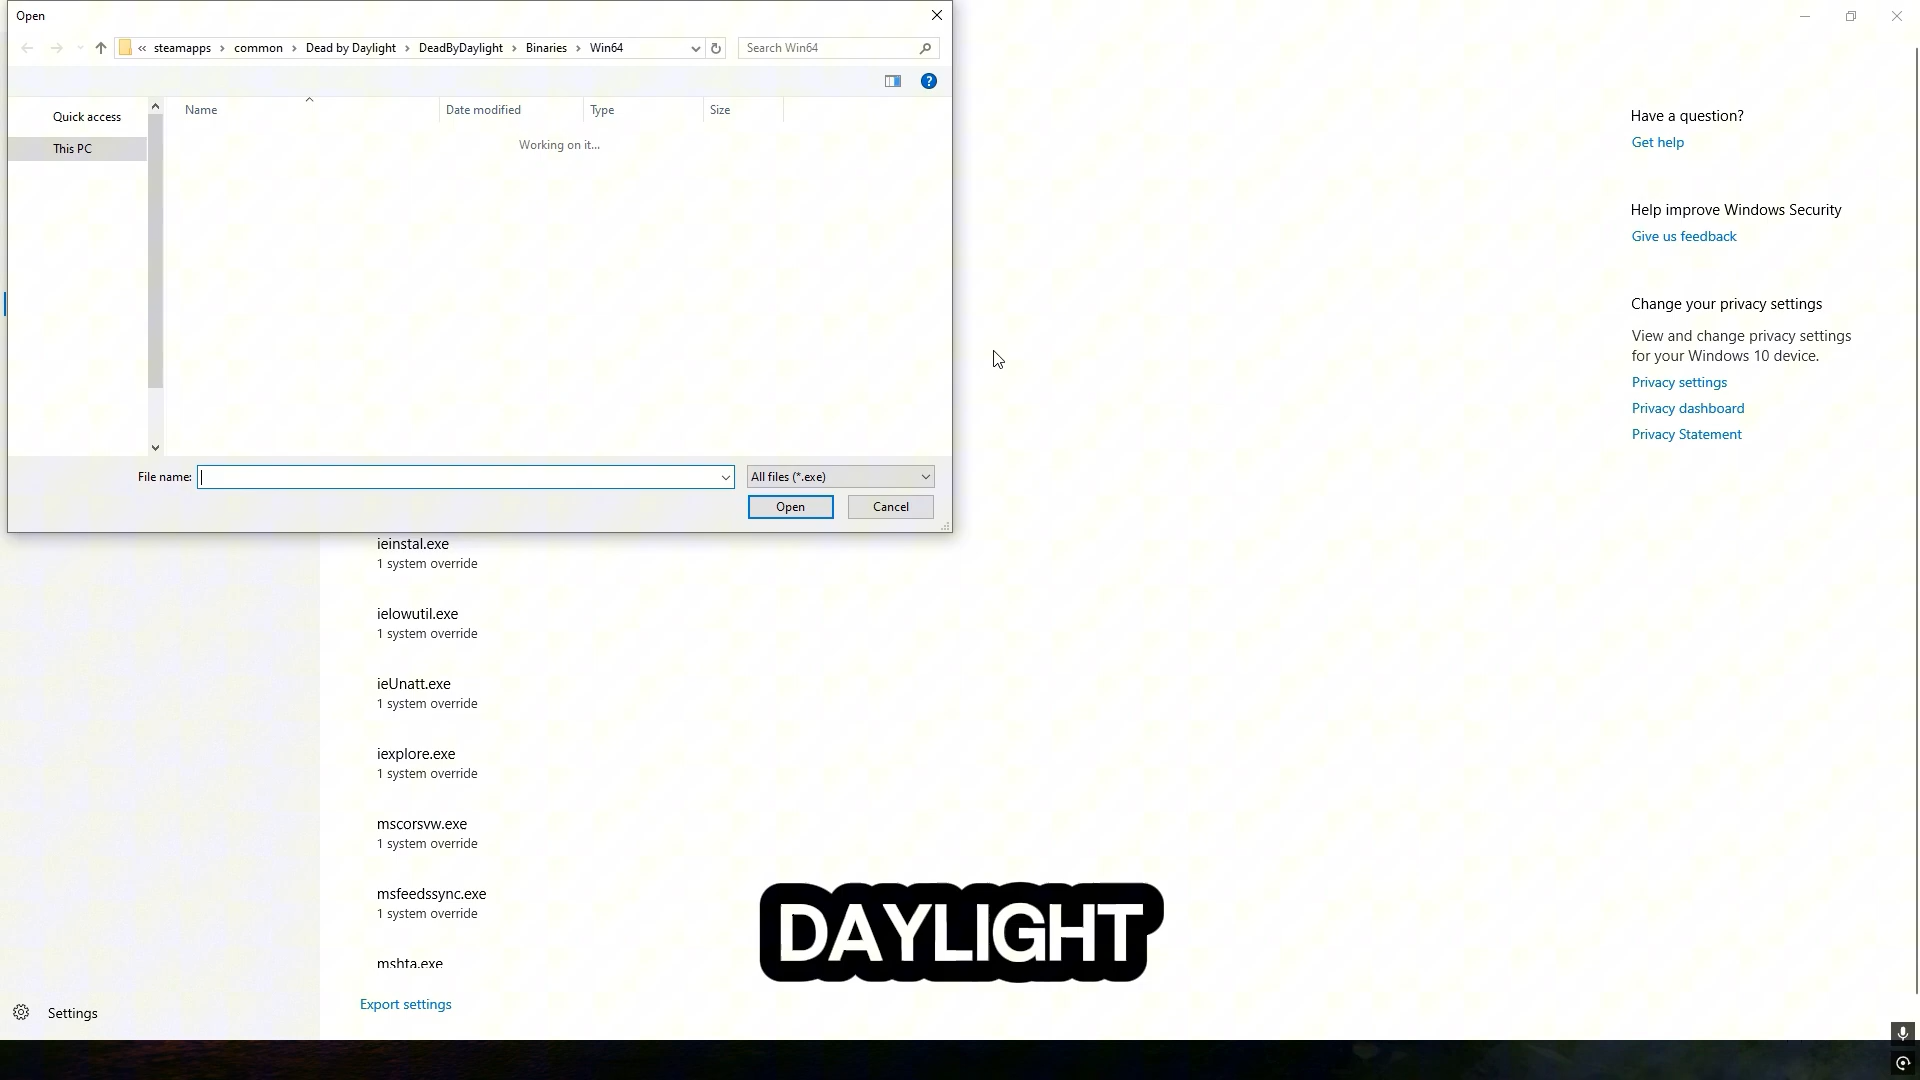 Open
« steamapps > common > Dead by Daylight > DeadByDaylight > Binaries > Win64
Search Win64
Name
Date modified
Type
Size
Quick access
This PC
Working on it...
File name:
All files (*.exe)
Open
Cancel
Have a question?
Get help
Help improve Windows Security
Give us feedback
Change your privacy settings
View and change privacy settings
for your Windows 10 device.
Privacy settings
Privacy dashboard
Privacy Statement
ieinstal.exe
1 system override
ielowutil.exe
1 system override
ieUnatt.exe
1 system override
iexplore.exe
1 system override
mscorsvw.exe
1 system override
msfeedssync.exe
1 system override
mshta.exe
Export settings
Settings
DAYLIGHT